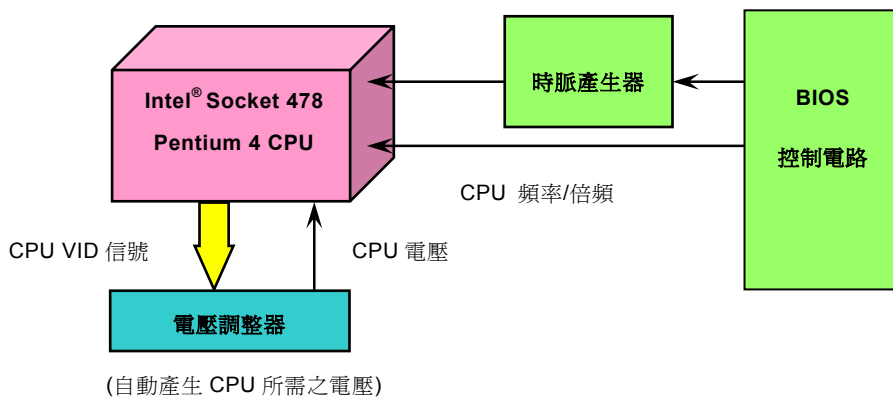 Intel® Socket 478
Pentium 4 CPU
時脈產生器
BIOS
控制電路
CPU 頻率/倍頻
CPU VID 信號
CPU 電壓
電壓調整器
(自動產生 CPU 所需之電壓)